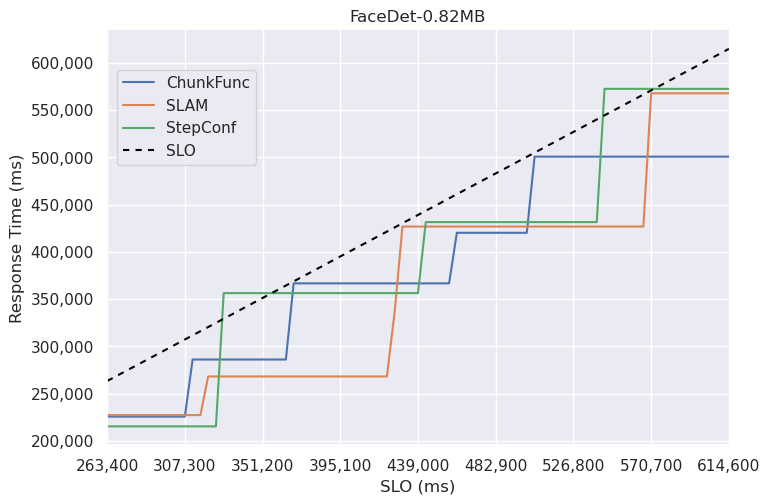 FaceDet-0.82MB
Response Time (ms)
600,000
550,000
500,000
450,000
400,000
350,000
300,000
250,000
200,000
ChunkFunc
SLAM
StepConf
SLO
263,400 307,300 351,200 395,100 439,000 482,900 526,800 570,700 614,600
SLO (ms)